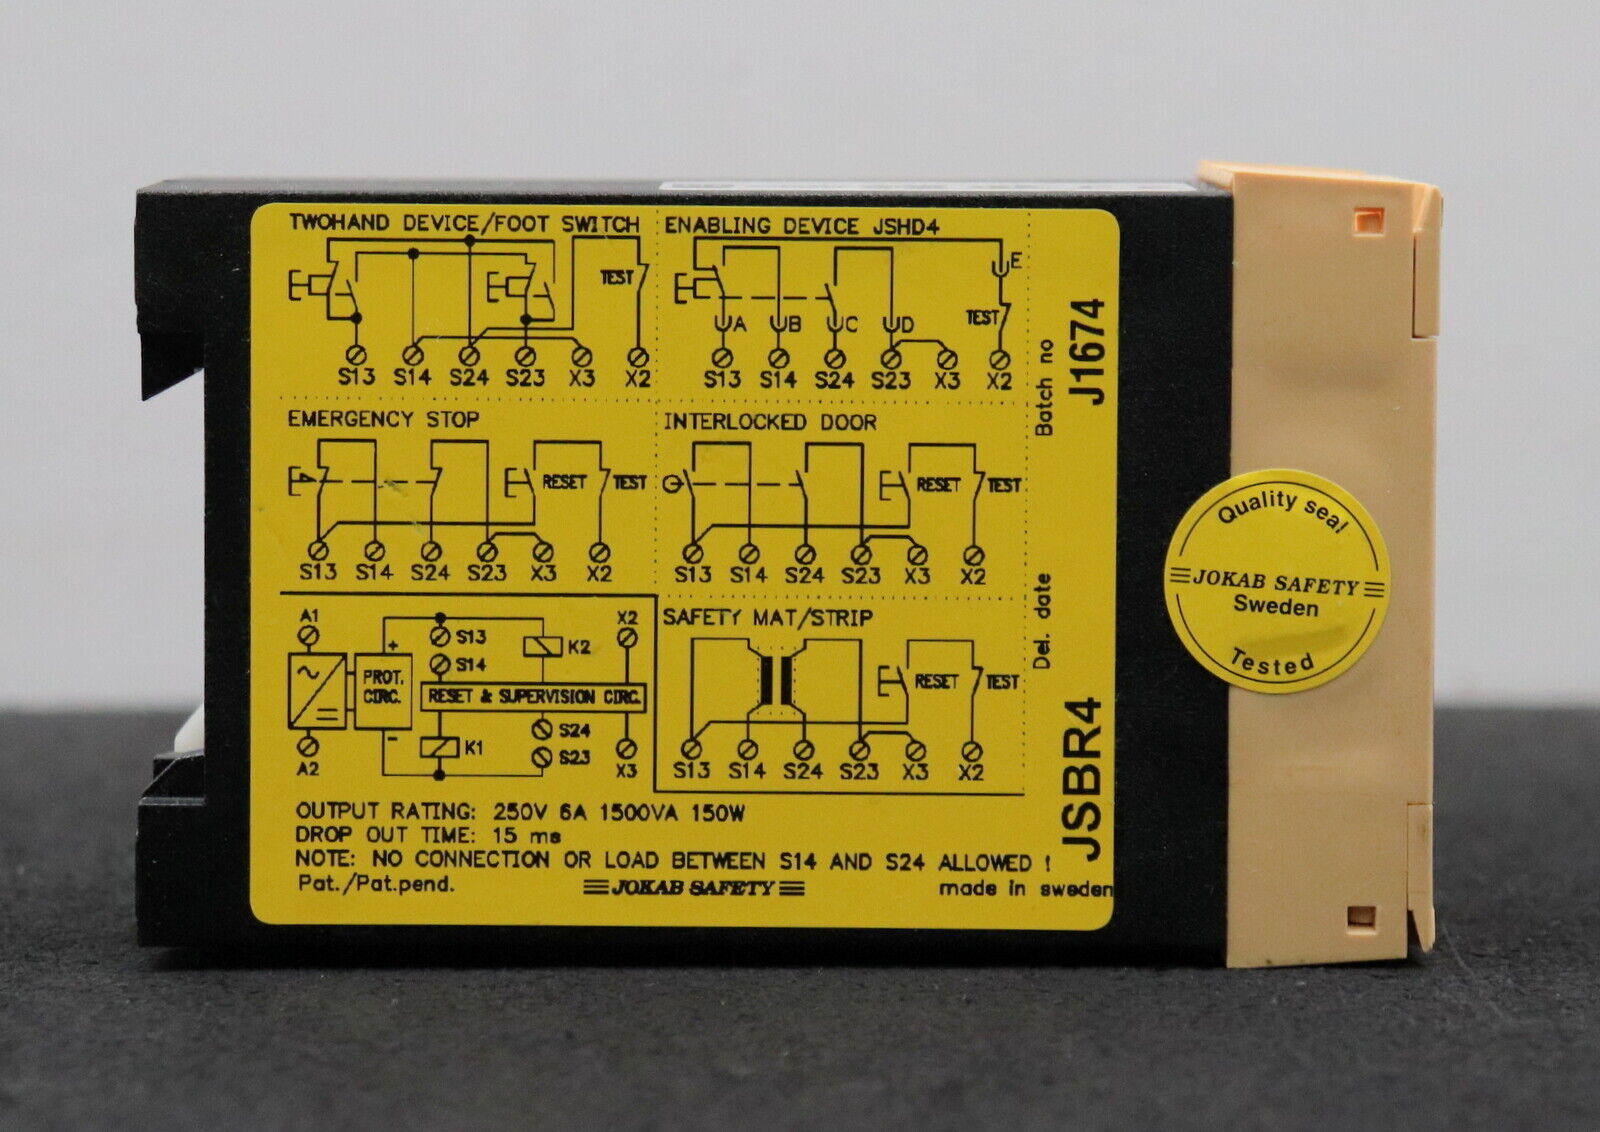 TWOHAND DEVICE/FOOT SWITCH
TEST
S13 S14 S24 S23 X3 X2
ENABLING DEVICE JSHD4
E
TEST
A B C D
S13 S14 S24 S23 X3 X2
EMERGENCY STOP
RESET TEST
S13 S14 S24 S23 X3 X2
INTERLOCKED DOOR
RESET TEST
S13 S14 S24 S23 X3 X2
A1
X2
S13
K2
S14
+
PROT.
CIRC.
RESET & SUPERVISION CIRC.
-
K1
S24
S23
A2
X3
SAFETY MAT/STRIP
RESET TEST
S13 S14 S24 S23 X3 X2
OUTPUT RATING: 250V 6A 1500VA 150W
DROP OUT TIME: 15 ms
NOTE: NO CONNECTION OR LOAD BETWEEN S14 AND S24 ALLOWED !
Pat./Pat.pend.
JOKAB SAFETY
made in sweden
Batch no
J1674
Del. date
JSBR4
Quality seal
JOKAB SAFETY
Sweden
Tested